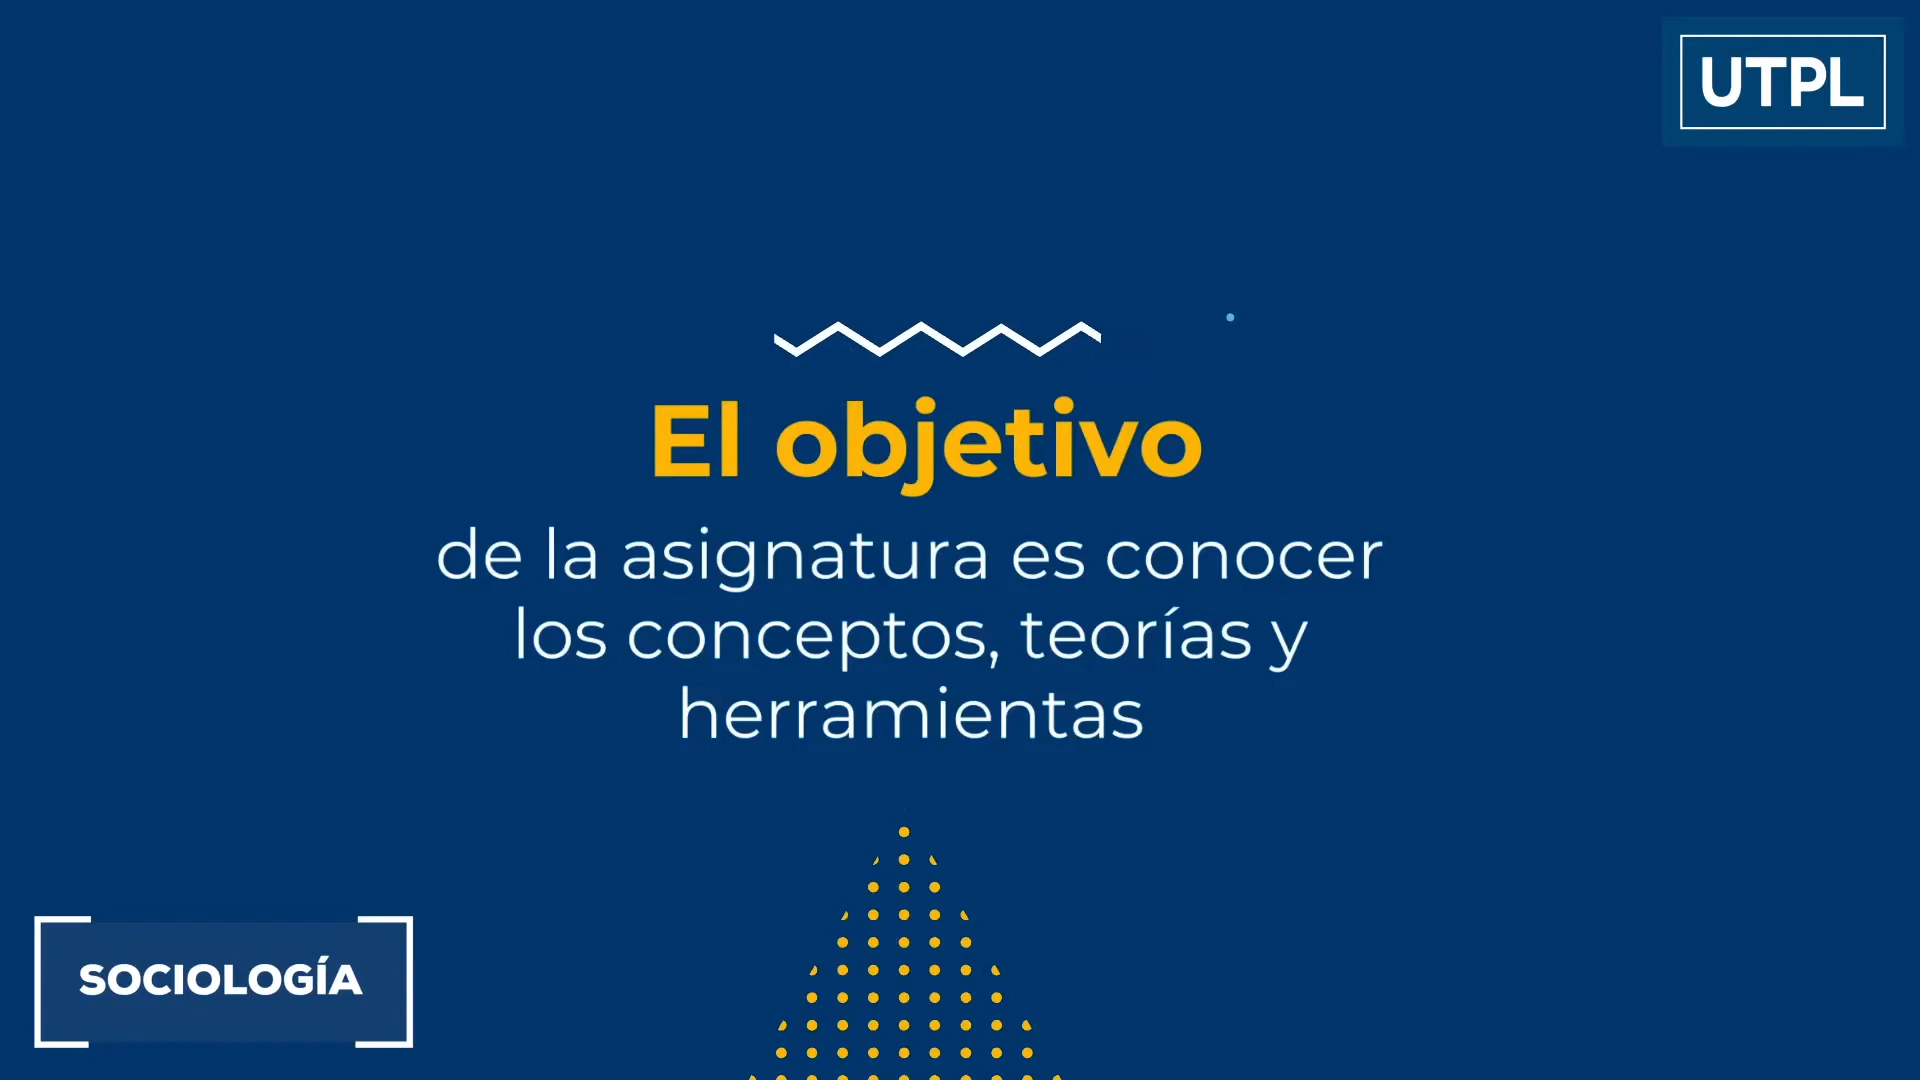 UTPL
El objetivo
de la asignatura es conocer
los conceptos, teorías y
herramientas
SOCIOLOGÍA